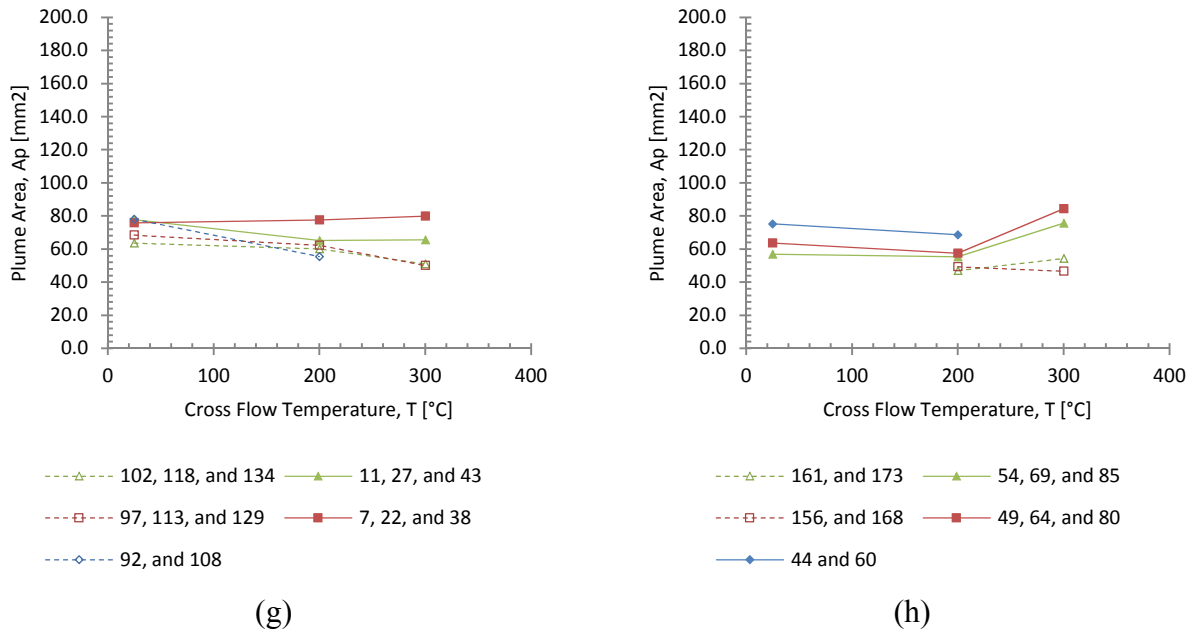 200.0
180.0
160.0
140.0
120.0
100.0
80.0
60.0
40.0
20.0
0.0
Plume Area, Ap [mm2]
0 100 200 300 400
Cross Flow Temperature, T [°C]
102, 118, and 134 11, 27, and 43
97, 113, and 129 7, 22, and 38
92, and 108
(g)
200.0
180.0
160.0
140.0
120.0
100.0
80.0
60.0
40.0
20.0
0.0
Plume Area, Ap [mm2]
0 100 200 300 400
Cross Flow Temperature, T [°C]
161, and 173 54, 69, and 85
156, and 168 49, 64, and 80
44 and 60
(h)